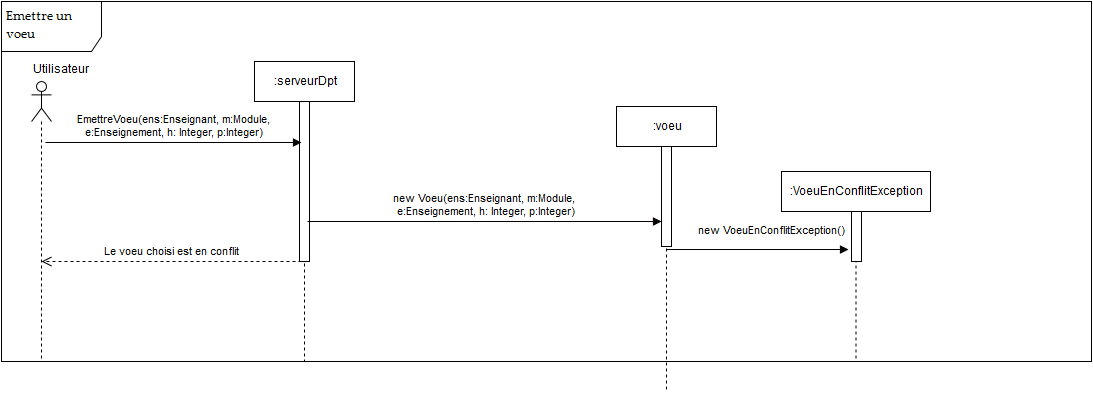 Emettre un
voeu
Utilisateur
:serveurDpt
EmettreVoeu(ens:Enseignant, m:Module,
e:Enseignement, h: Integer, p:Integer)
:voeu
:VoeuEnConflitException
new Voeu(ens:Enseignant, m:Module,
e:Enseignement, h: Integer, p:Integer)
new VoeuEnConflitException()
Le voeu choisi est en conflit